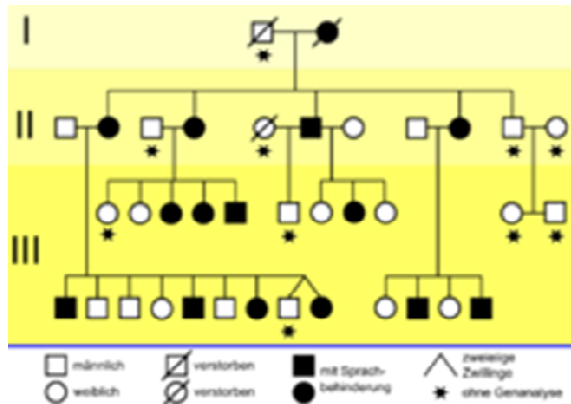 I
II
III
männlich
verstorben
mit Sprach-
behinderung
zweieiige
Zwillinge
weiblich
verstorben
ohne Genanalyse